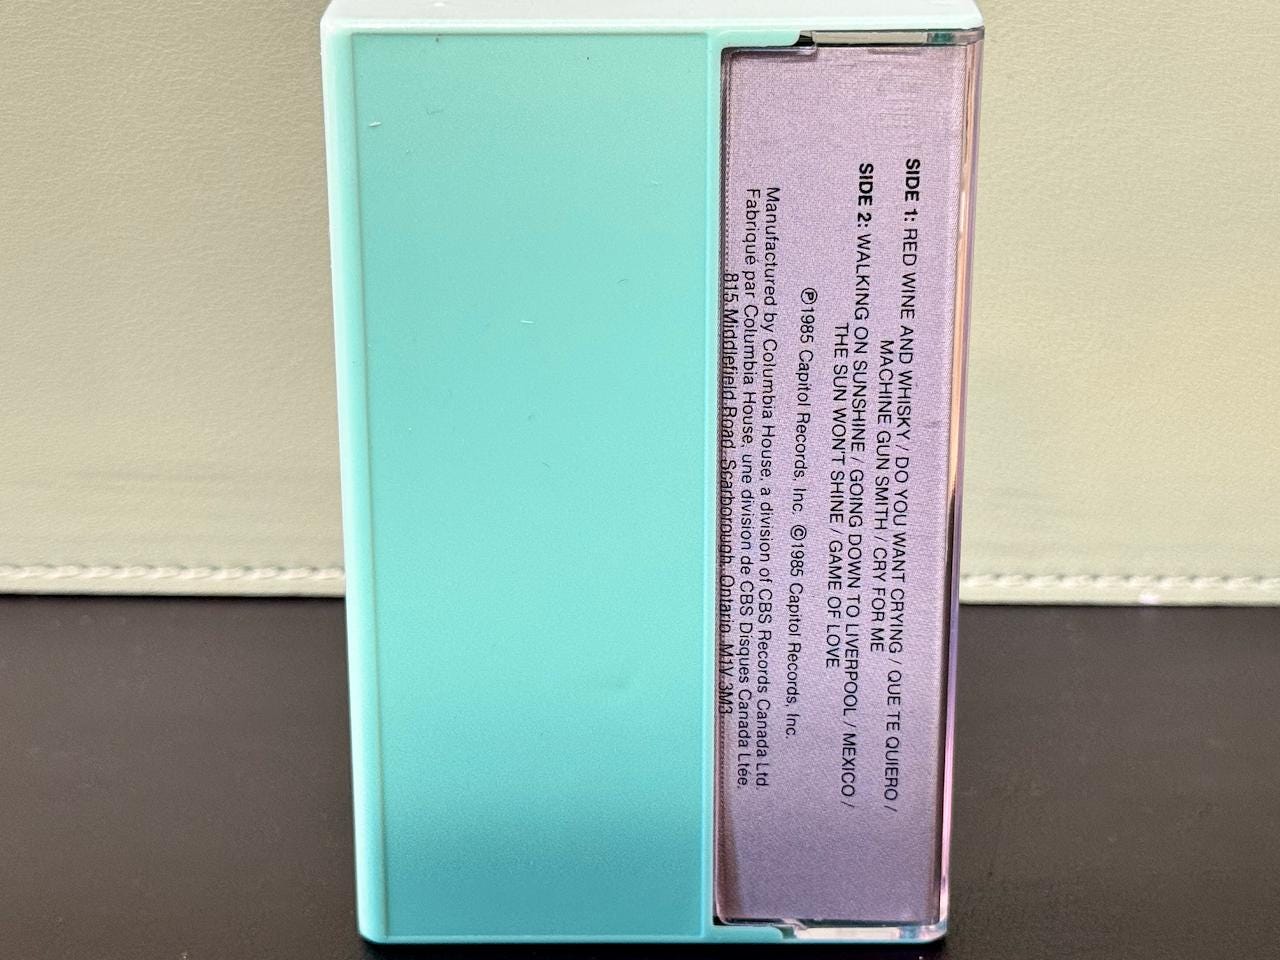 SIDE 1: RED WINE AND WHISKY / DO YOU WANT CRYING / QUE TE QUIERO /
MACHINE GUN SMITH / CRY FOR ME
SIDE 2: WALKING ON SUNSHINE / GOING DOWN TO LIVERPOOL / MEXICO /
THE SUN WON'T SHINE / GAME OF LOVE
Ⓟ1985 Capitol Records, Inc. ©1985 Capitol Records, Inc.
Manufactured by Columbia House, a division of CBS Records Canada Ltd.
Fabriqué par Columbia House, une division de CBS Disques Canada Ltée.
815 Middlefield Road, Scarborough, Ontario, M1V 3M3